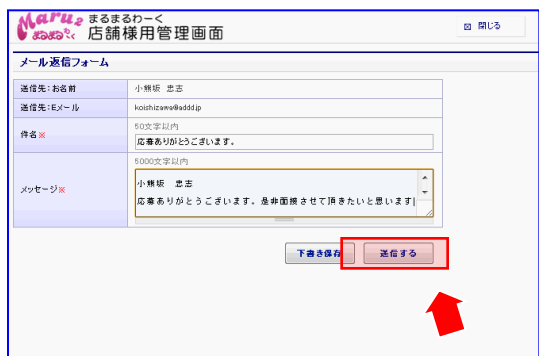 Maru2 まるまるわーく
店舗様用管理画面
閉じる
メール返信フォーム
送信先:お名前 小熊坂 忠志
送信先:Eメール koishizawa@addd.jp
件名※ 50文字以内
応募ありがとうございます。
メッセージ※ 5000文字以内
小熊坂 忠志
応募ありがとうございます。是非面接させて頂きたいと思います
下書き保存 送信する